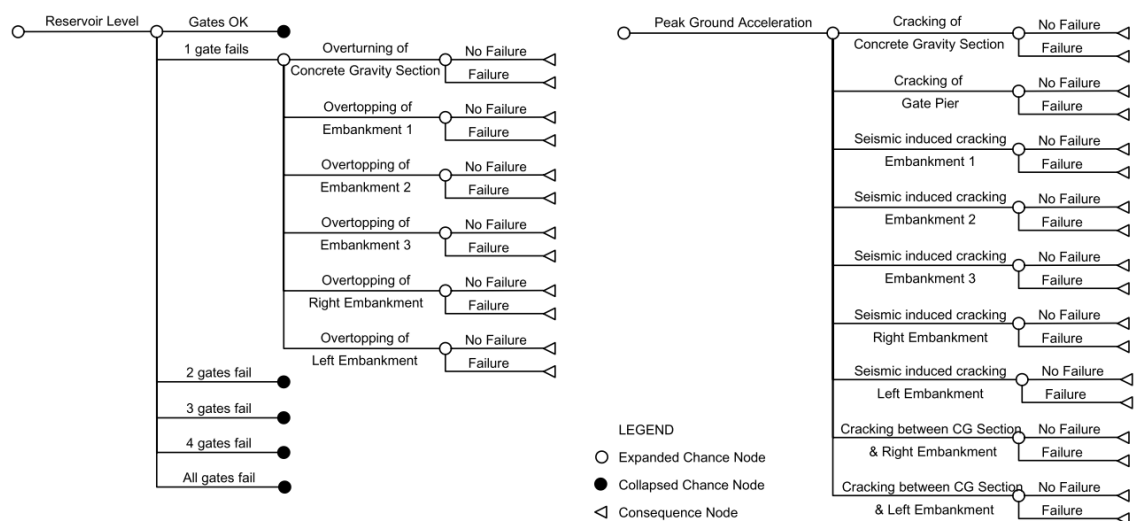 Reservoir Level
Gates OK
1 gate fails
Overturning of
Concrete Gravity Section
No Failure
Failure
Overtopping of
Embankment 1
No Failure
Failure
Overtopping of
Embankment 2
No Failure
Failure
Overtopping of
Embankment 3
No Failure
Failure
Overtopping of
Right Embankment
No Failure
Failure
Overtopping of
Left Embankment
No Failure
Failure
2 gates fail
3 gates fail
4 gates fail
All gates fail
Peak Ground Acceleration
Cracking of
Concrete Gravity Section
No Failure
Failure
Cracking of
Gate Pier
No Failure
Failure
Seismic induced cracking
Embankment 1
No Failure
Failure
Seismic induced cracking
Embankment 2
No Failure
Failure
Seismic induced cracking
Embankment 3
No Failure
Failure
Seismic induced cracking
Right Embankment
No Failure
Failure
Seismic induced cracking
Left Embankment
No Failure
Failure
Cracking between CG Section
& Right Embankment
No Failure
Failure
Cracking between CG Section
& Left Embankment
No Failure
Failure
LEGEND
Expanded Chance Node
Collapsed Chance Node
Consequence Node